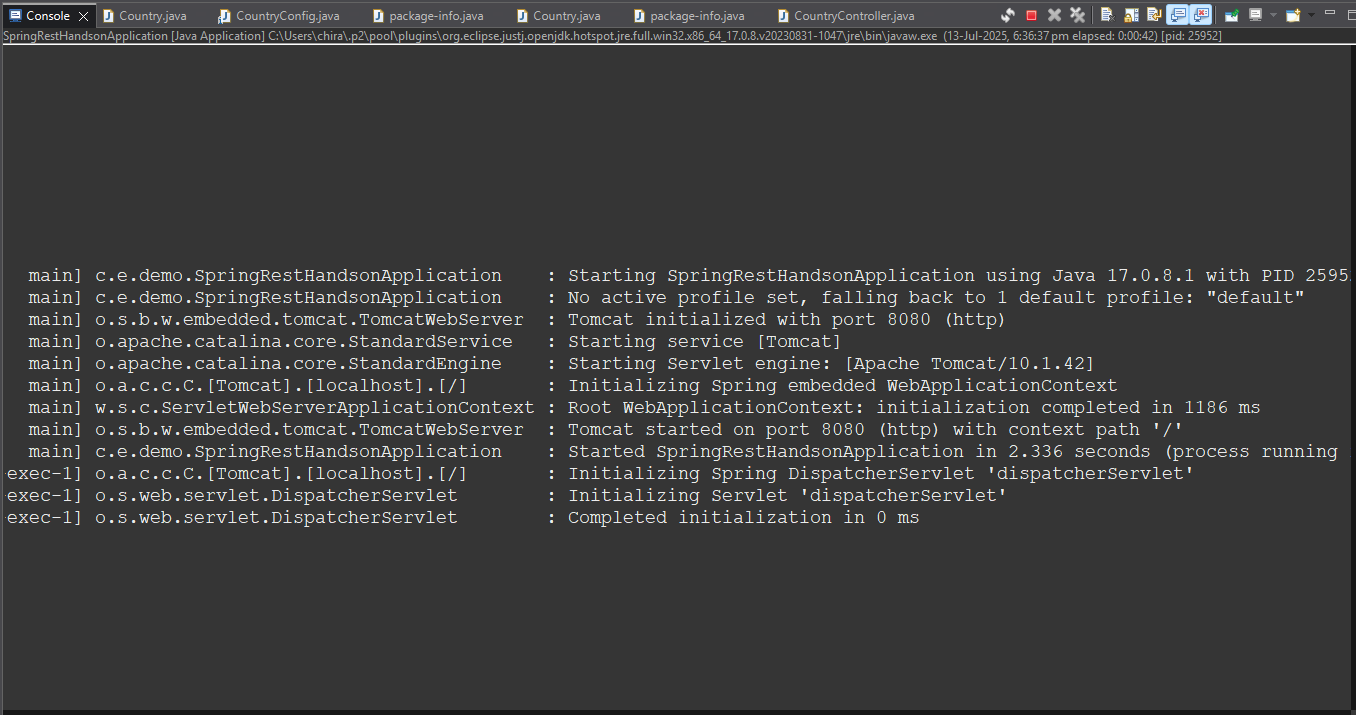 Console Country.java CountryConfig.java package-info.java Country.java package-info.java CountryController.java
SpringRestHandsonApplication [Java Application] C:\Users\chira\.p2\pool\plugins\org.eclipse.justj.openjdk.hotspot.jre.full.win32.x86_64_17.0.8.v20230831-1047\jre\bin\javaw.exe (13-Jul-2025, 6:36:37 pm elapsed: 0:00:42) [pid: 25952]
main] c.e.demo.SpringRestHandsonApplication : Starting SpringRestHandsonApplication using Java 17.0.8.1 with PID 2595
main] c.e.demo.SpringRestHandsonApplication : No active profile set, falling back to 1 default profile: "default"
main] o.s.b.w.embedded.tomcat.TomcatWebServer : Tomcat initialized with port 8080 (http)
main] o.apache.catalina.core.StandardService : Starting service [Tomcat]
main] o.apache.catalina.core.StandardEngine : Starting Servlet engine: [Apache Tomcat/10.1.42]
main] o.a.c.c.C.[Tomcat].[localhost].[/] : Initializing Spring embedded WebApplicationContext
main] w.s.c.ServletWebServerApplicationContext : Root WebApplicationContext: initialization completed in 1186 ms
main] o.s.b.w.embedded.tomcat.TomcatWebServer : Tomcat started on port 8080 (http) with context path '/'
main] c.e.demo.SpringRestHandsonApplication : Started SpringRestHandsonApplication in 2.336 seconds (process running
exec-1] o.a.c.c.C.[Tomcat].[localhost].[/] : Initializing Spring DispatcherServlet 'dispatcherServlet'
exec-1] o.s.web.servlet.DispatcherServlet : Initializing Servlet 'dispatcherServlet'
exec-1] o.s.web.servlet.DispatcherServlet : Completed initialization in 0 ms